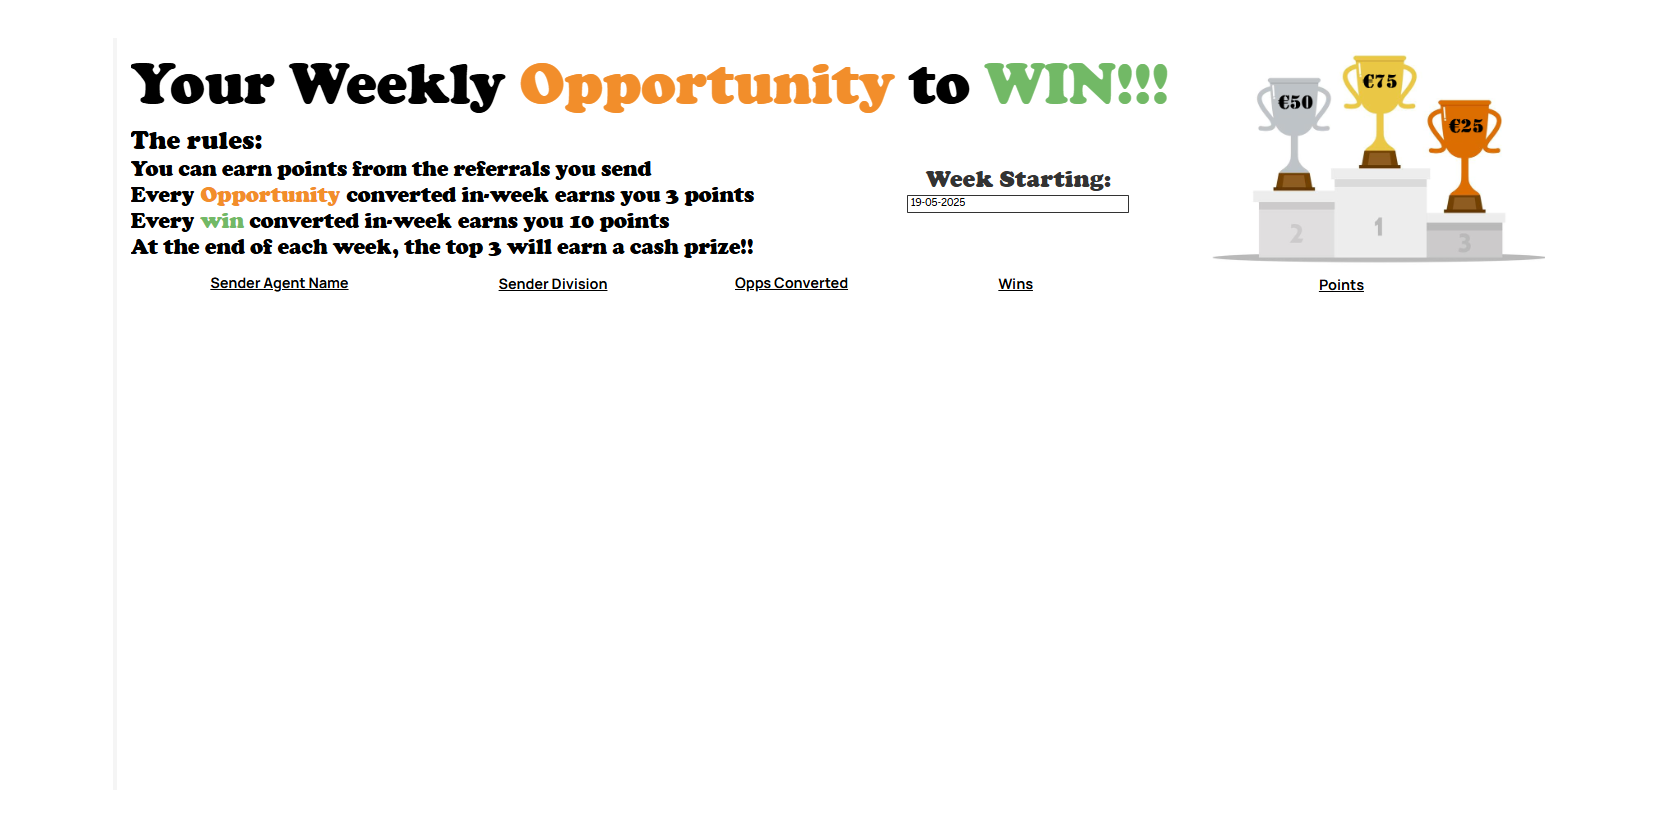 Your Weekly Opportunity to WIN!!!
€50
€75
€25
The rules:
You can earn points from the referrals you send
Every Opportunity converted in-week earns you 3 points
Every win converted in-week earns you 10 points
At the end of each week, the top 3 will earn a cash prize!!
Week Starting:
19-05-2025
2
1
3
Sender Agent Name
Sender Division
Opps Converted
Wins
Points